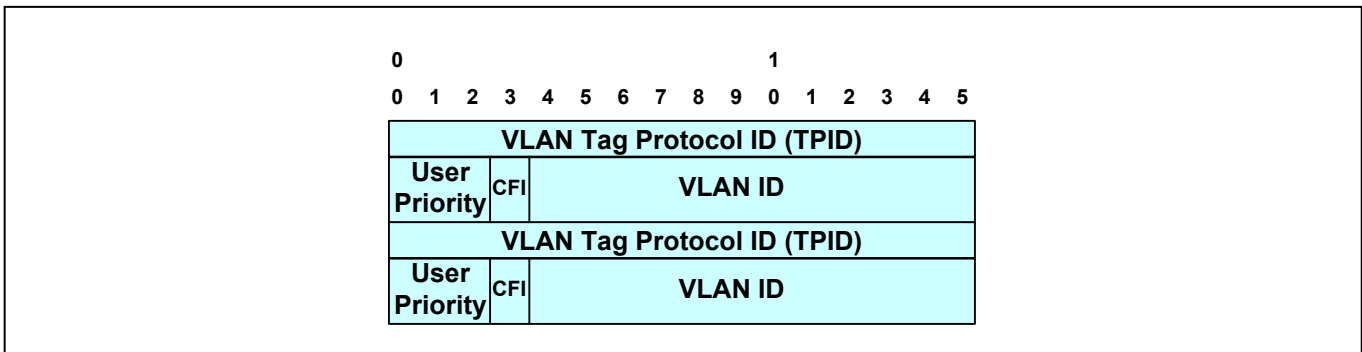 0 1
0 1 2 3 4 5 6 7 8 9 0 1 2 3 4 5
VLAN Tag Protocol ID (TPID)
User
Priority
CFI
VLAN ID
VLAN Tag Protocol ID (TPID)
User
Priority
CFI
VLAN ID